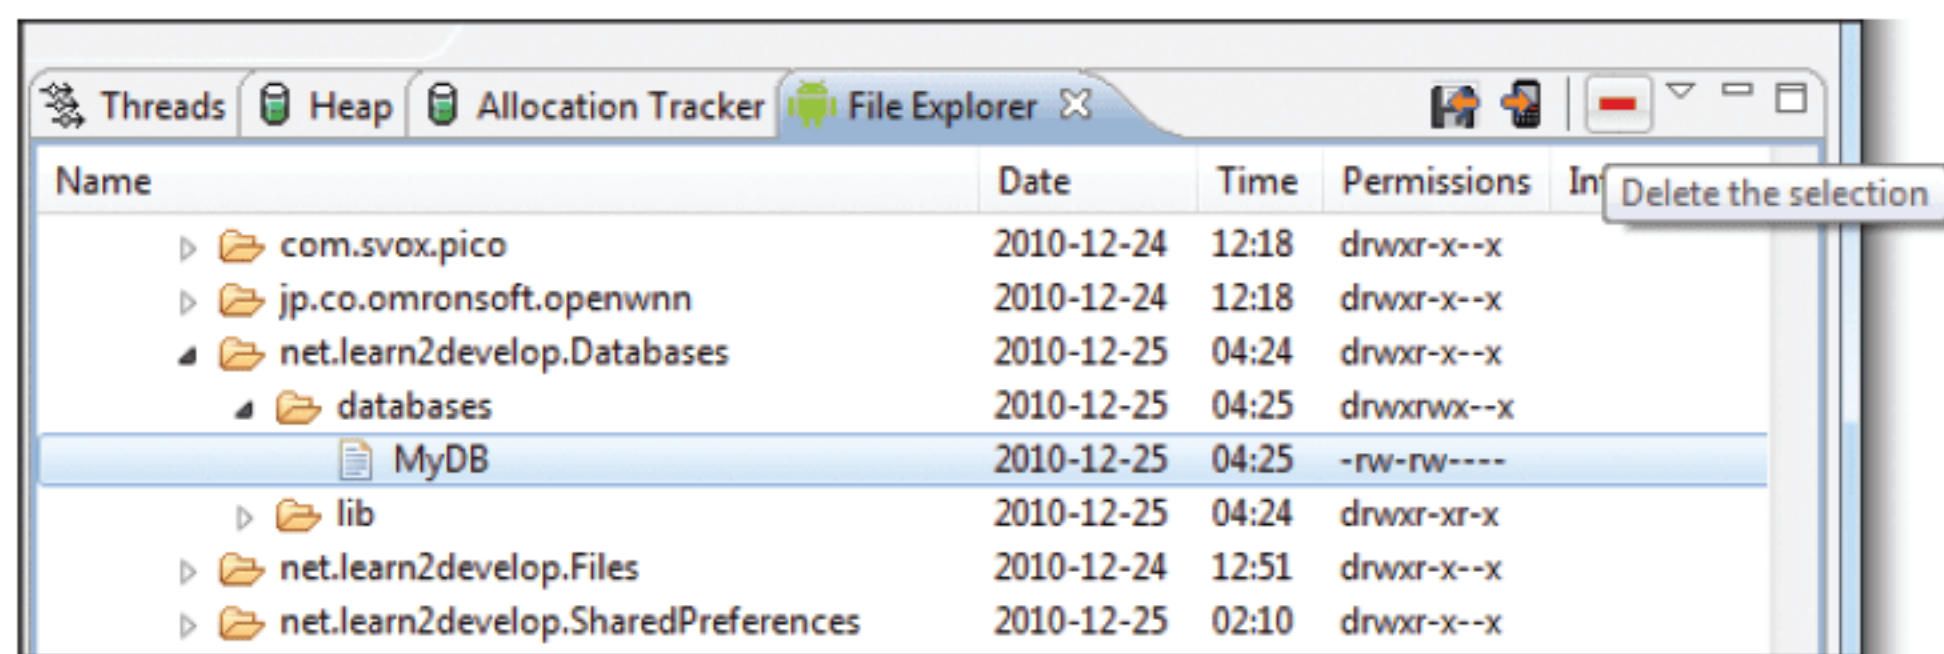 Threads Heap Allocation Tracker File Explorer
Name Date Time Permissions In
Delete the selection
com.svox.pico 2010-12-24 12:18 drwxr-x--x
jp.co.omronsoft.openwnn 2010-12-24 12:18 drwxr-x--x
net.learn2develop.Databases 2010-12-25 04:24 drwxr-x--x
databases 2010-12-25 04:25 drwxrwx--x
MyDB 2010-12-25 04:25 -rw-rw----
lib 2010-12-25 04:24 drwxr-xr-x
net.learn2develop.Files 2010-12-24 12:51 drwxr-x--x
net.learn2develop.SharedPreferences 2010-12-25 02:10 drwxr-x--x